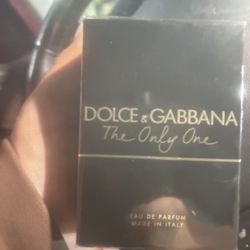 DOLCE & GABBANA
The Only One
EAU DE PARFUM
MADE IN ITALY